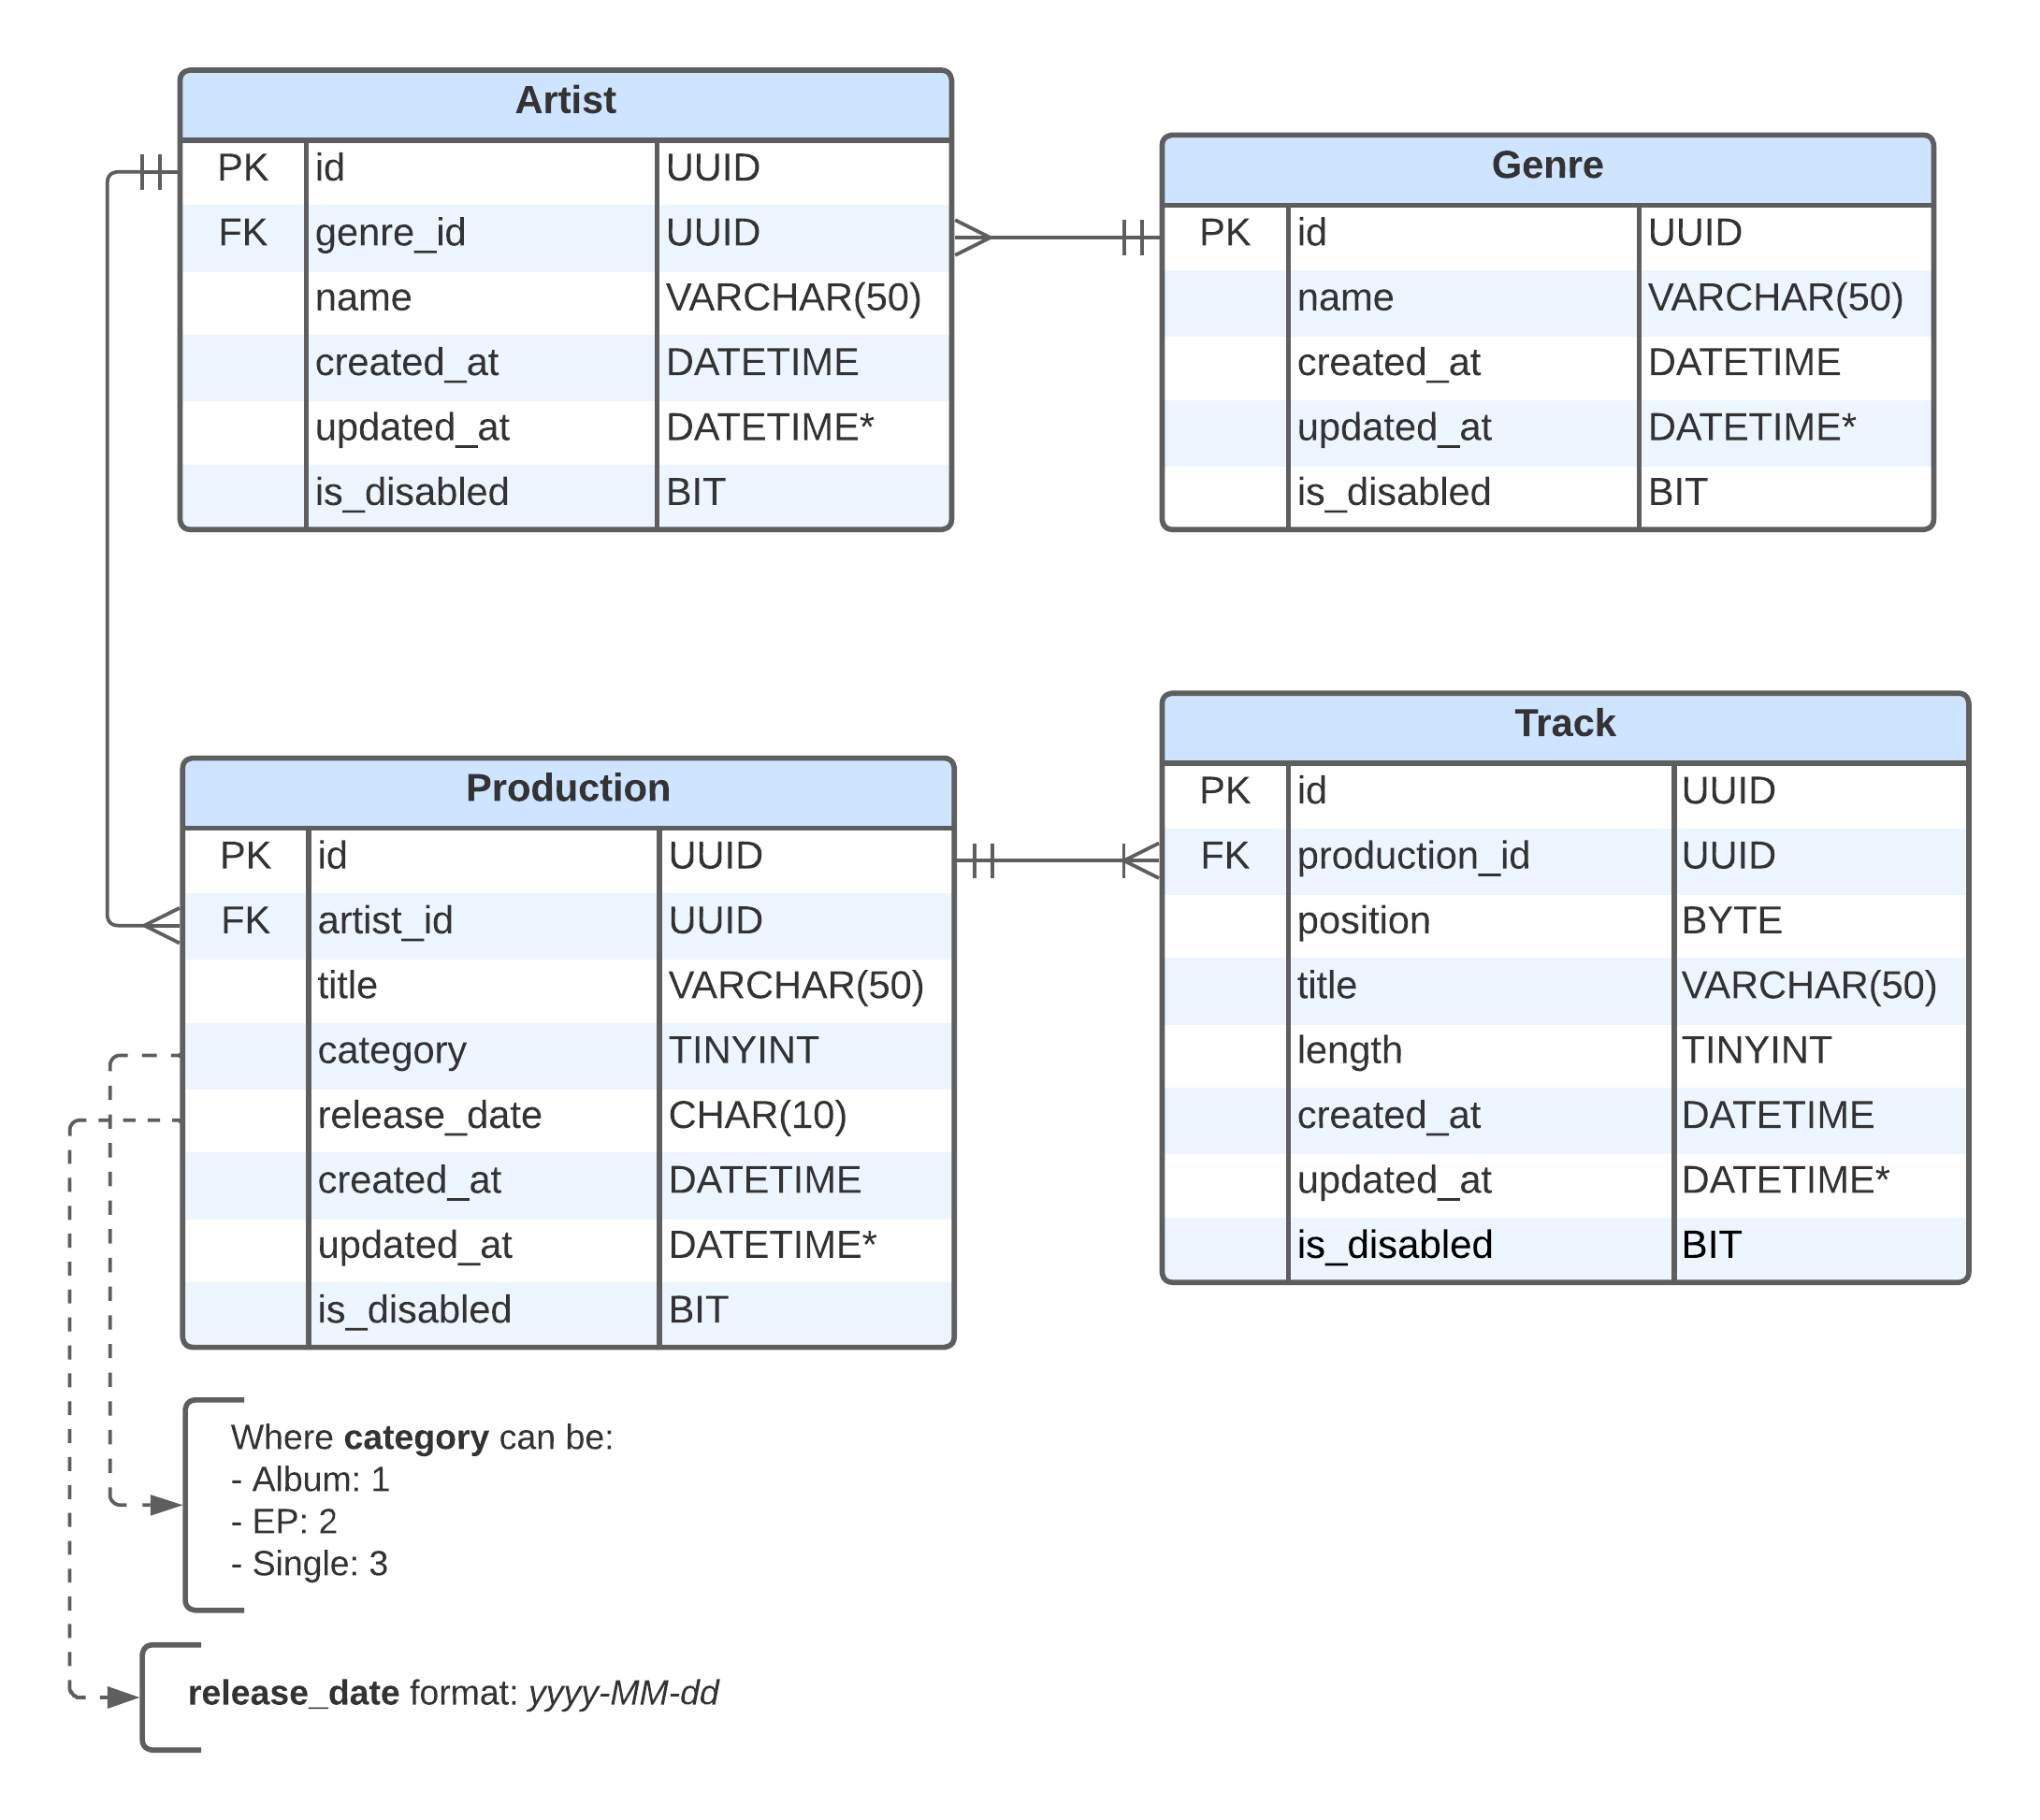 Artist
PK id UUID
FK genre_id UUID
name VARCHAR(50)
created_at DATETIME
updated_at DATETIME*
is_disabled BIT
Genre
PK id UUID
name VARCHAR(50)
created_at DATETIME
updated_at DATETIME*
is_disabled BIT
Production
PK id UUID
FK artist_id UUID
title VARCHAR(50)
category TINYINT
release_date CHAR(10)
created_at DATETIME
updated_at DATETIME*
is_disabled BIT
Track
PK id UUID
FK production_id UUID
position BYTE
title VARCHAR(50)
length TINYINT
created_at DATETIME
updated_at DATETIME*
is_disabled BIT
Where category can be:
- Album: 1
- EP: 2
- Single: 3
release_date format: yyyy-MM-dd